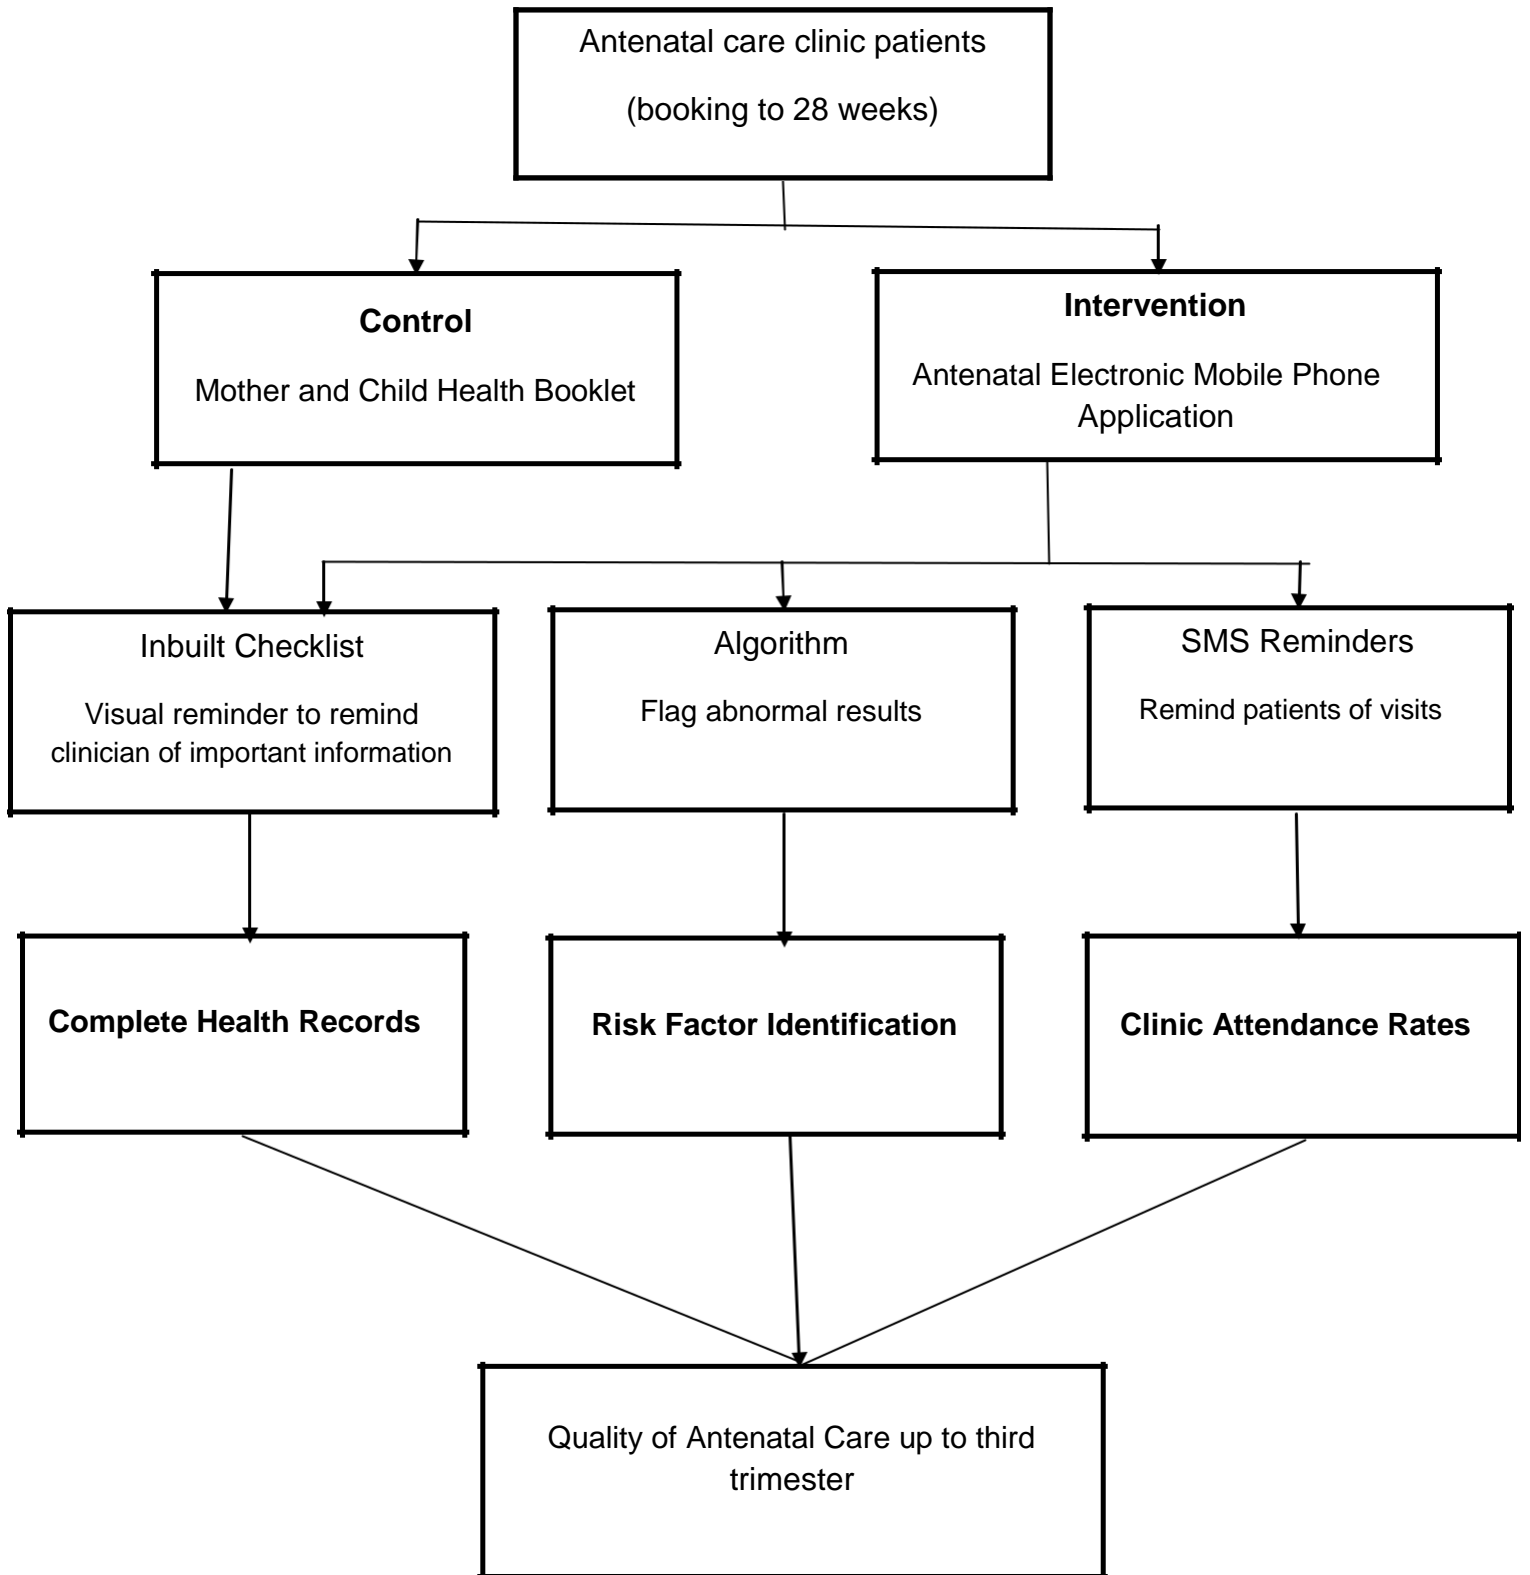 Antenatal care clinic patients
(booking to 28 weeks)
Control
Mother and Child Health Booklet
Intervention
Antenatal Electronic Mobile Phone
Application
Inbuilt Checklist
Visual reminder to remind
clinician of important information
Algorithm
Flag abnormal results
SMS Reminders
Remind patients of visits
Complete Health Records
Risk Factor Identification
Clinic Attendance Rates
Quality of Antenatal Care up to third
trimester